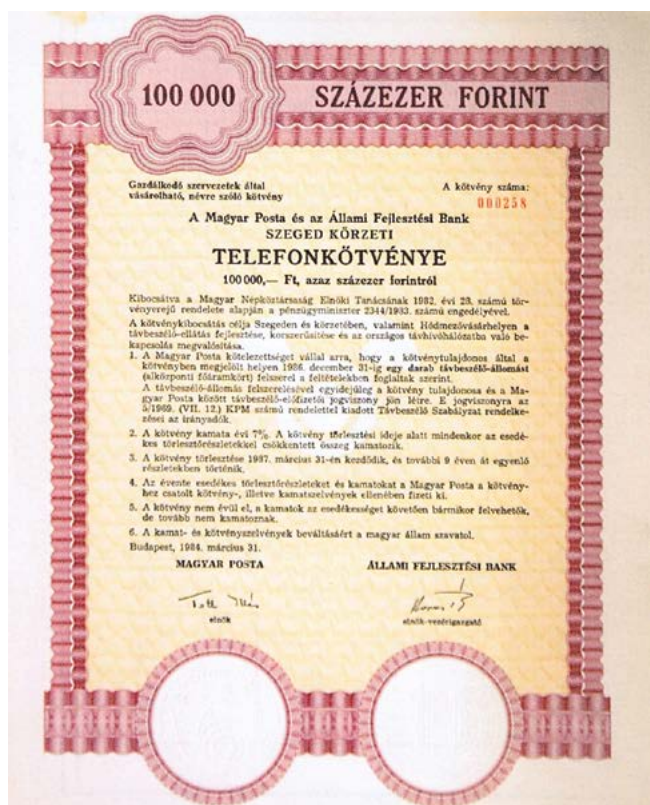 100 000 SZÁZEZER FORINT
Gazdálkodó szervezetek által
vásárolható, névre szóló kötvény
A kötvény száma:
000258
A Magyar Posta és az Állami Fejlesztési Bank
SZEGED KÖRZETI
TELEFONKÖTVÉNYE
100 000,— Ft, azaz százezer forintról
Kibocsátva a Magyar Népköztársaság Elnöki Tanácsának 1982. évi 28. számú tör-
vényerejű rendelete alapján a pénzügyminiszter 2344/1983. számú engedélyével.
A kötvénykibocsátás célja Szegeden és körzetében, valamint Hódmezővásárhelyen a
távbeszélő-ellátás fejlesztése, korszerűsítése és az országos távhívóhálózatba való be-
kapcsolás megvalósítása.
1. A Magyar Posta kötelezettséget vállal arra, hogy a kötvénytulajdonos által a
kötvényben megjelölt helyen 1986. december 31-ig egy darab távbeszélő-állomást
(alközponti főáramkört) felszerel a feltételekben foglaltak szerint.
A távbeszélő-állomás felszerelésével egyidejűleg a kötvény tulajdonosa és a Ma-
gyar Posta között távbeszélő-előfizetői jogviszony jön létre. E jogviszonyra az
5/1969. (VII. 12.) KPM számú rendelettel kiadott Távbeszélő Szabályzat rendelke-
zései az irányadók.
2. A kötvény kamata évi 7%. A kötvény törlesztési ideje alatt mindenkor az esedé-
kes törlesztőrészletekkel csökkentett összeg kamatozik.
3. A kötvény törlesztése 1987. március 31-én kezdődik, és további 9 éven át egyenlő
részletekben történik.
4. Az évente esedékes törlesztőrészleteket és kamatokat a Magyar Posta a kötvény-
hez csatolt kötvény-, illetve kamatszelvények ellenében fizeti ki.
5. A kötvény nem évül el, a kamatok az esedékességet követően bármikor felvehetők,
de tovább nem kamatoznak.
6. A kamat- és kötvényszelvények beváltásáért a magyar állam szavatol.
Budapest, 1984. március 31.
MAGYAR POSTA
ÁLLAMI FEJLESZTÉSI BANK
elnök
elnök-vezérigazgató